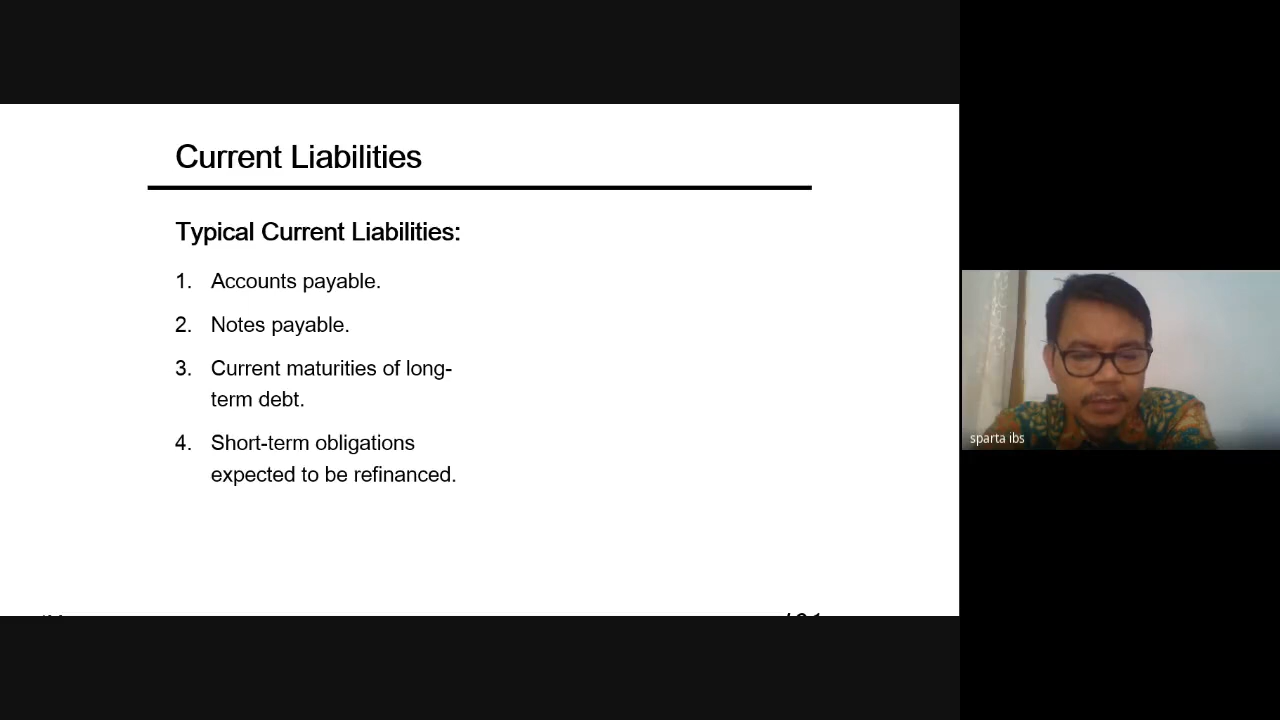 Current Liabilities
Typical Current Liabilities:
1. Accounts payable.
2. Notes payable.
3. Current maturities of long-
term debt.
4. Short-term obligations
expected to be refinanced.
sparta ibs